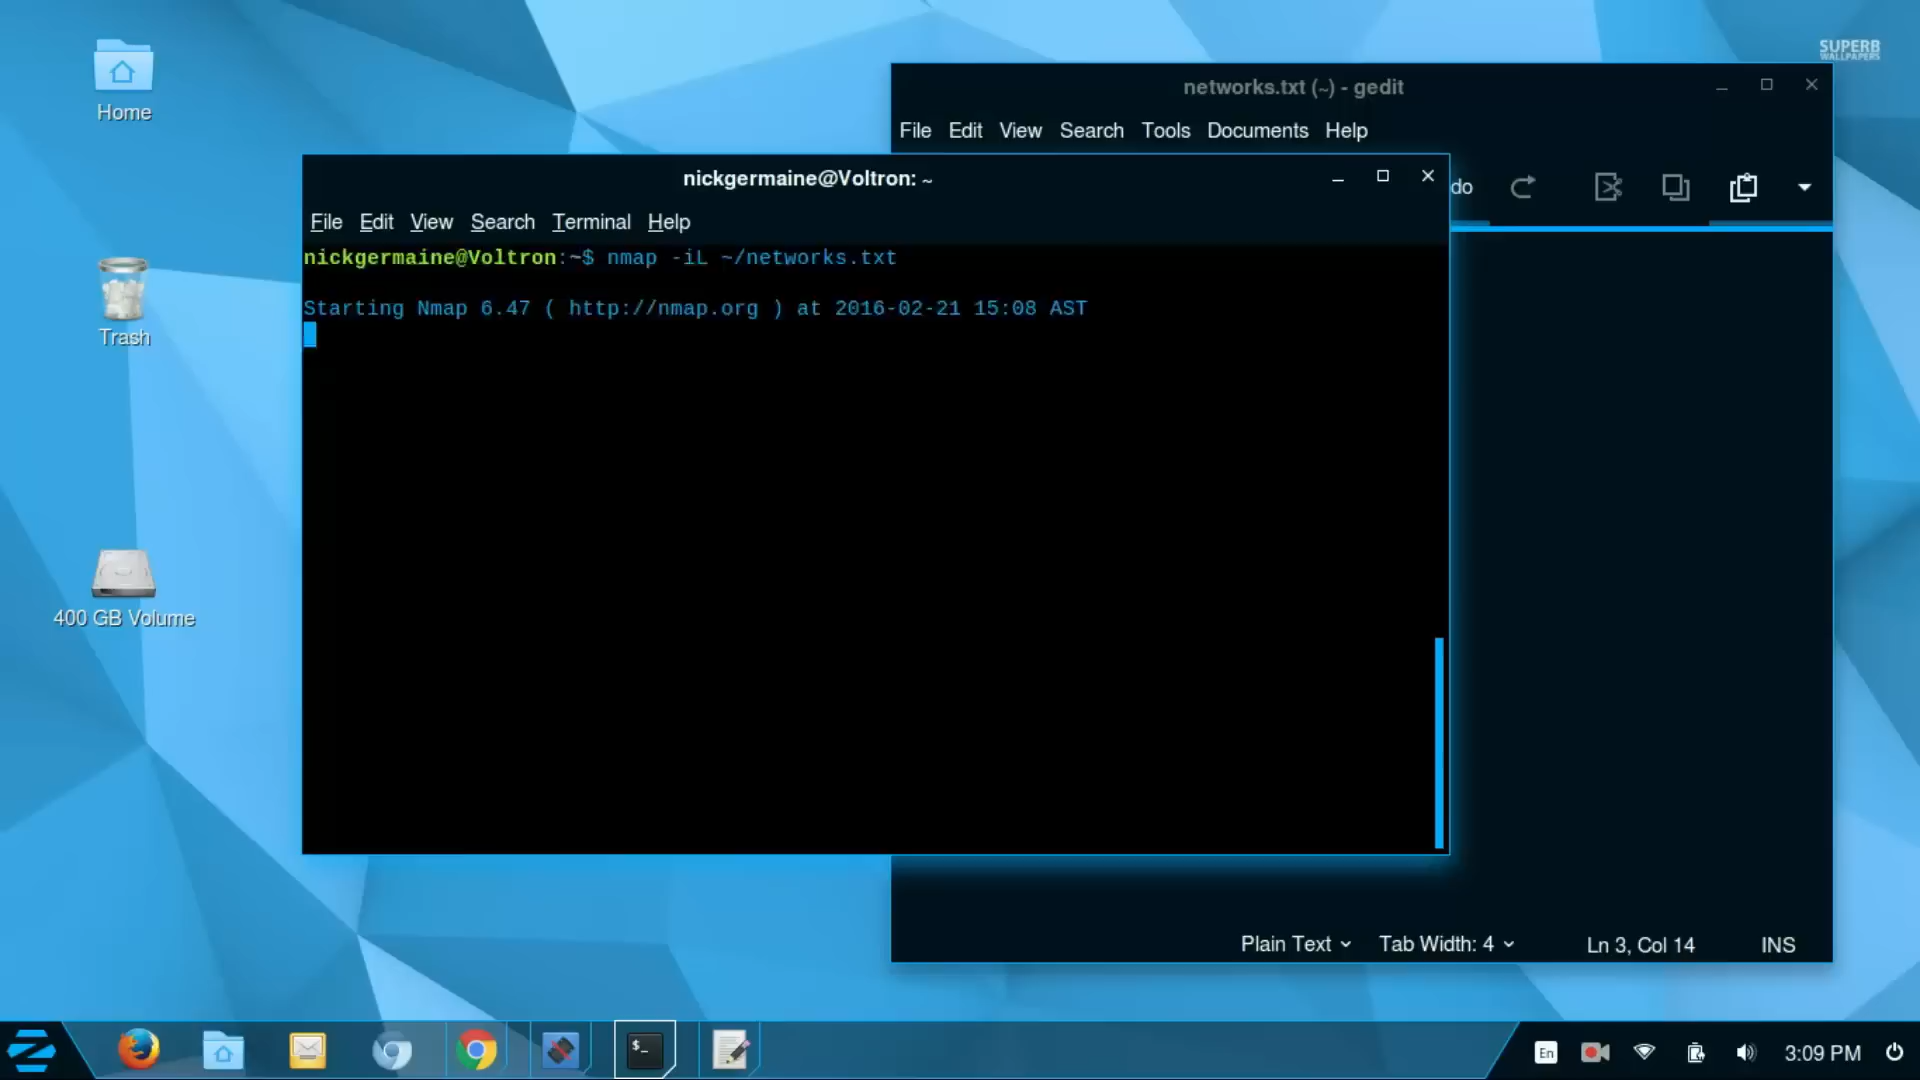 SUPERB
WALLPAPERS
Home
Trash
400 GB Volume
networks.txt (~) - gedit
File Edit View Search Tools Documents Help
do
nickgermaine@Voltron: ~
File Edit View Search Terminal Help
nickgermaine@Voltron:~$ nmap -iL ~/networks.txt
Starting Nmap 6.47 ( http://nmap.org ) at 2016-02-21 15:08 AST
Plain Text Tab Width: 4 Ln 3, Col 14 INS
$_
En 3:09 PM